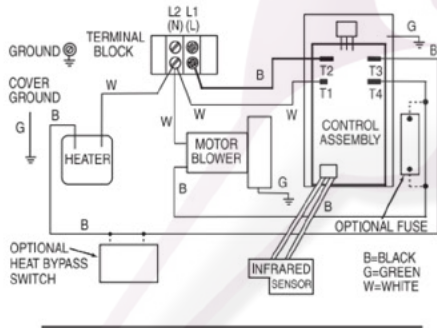 L2 L1
(N) (L)
TERMINAL
BLOCK
GROUND
COVER
GROUND
G
B
W
W
W
W
B
G
B
T2
T3
T1
T4
CONTROL
ASSEMBLY
HEATER
MOTOR
BLOWER
B
G
B
B
OPTIONAL FUSE
OPTIONAL
HEAT BYPASS
SWITCH
INFRARED
SENSOR
B=BLACK
G=GREEN
W=WHITE